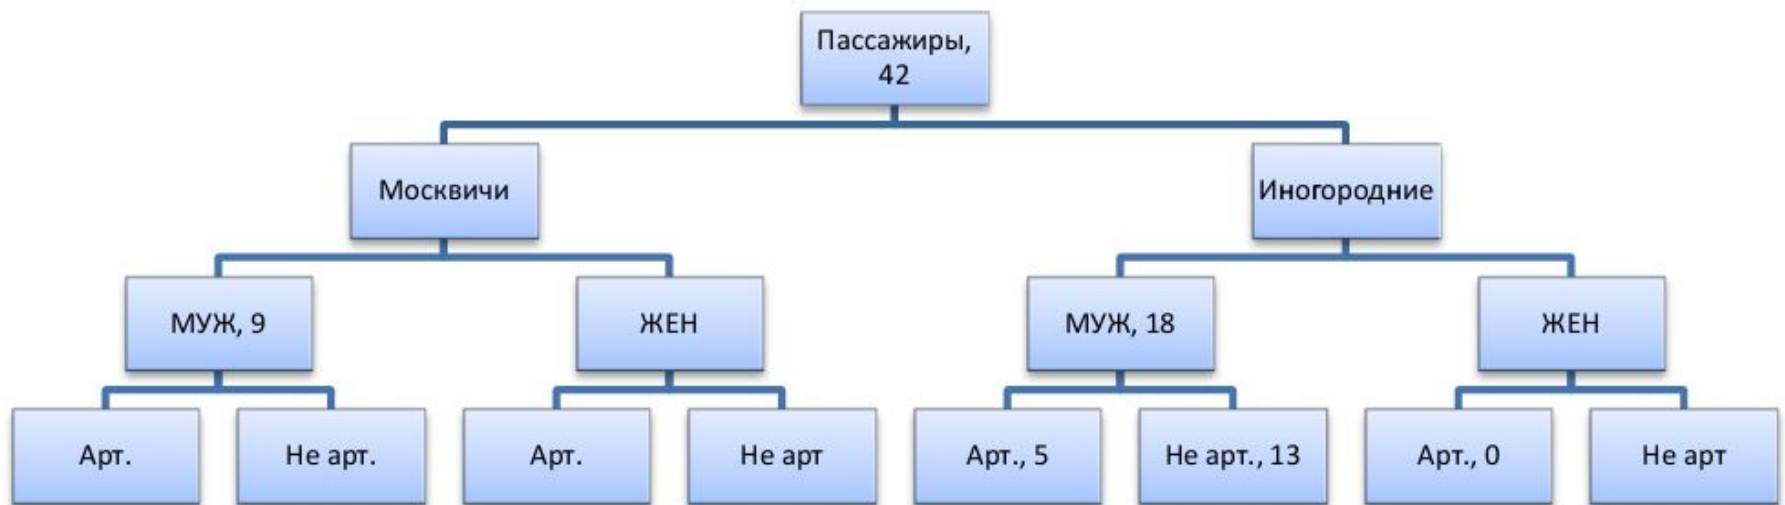 Пассажиры,
42
Москвичи
Иногородние
МУЖ, 9
ЖЕН
МУЖ, 18
ЖЕН
Арт.
Не арт.
Арт.
Не арт
Арт., 5
Не арт., 13
Арт., 0
Не арт